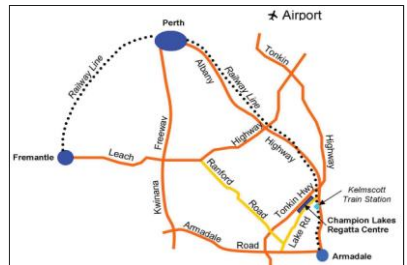 Airport
Perth
Tonkin
Railway Line
Albany
Railway Line
Highway
Freeway
Highway
Highway
Fremantle
Leach
Ranford
Kwinana
Road
Tonkin Hwy
Kelmscott
Train Station
Champion Lakes
Regatta Centre
Lake Rd
Armadale
Road
Armadale